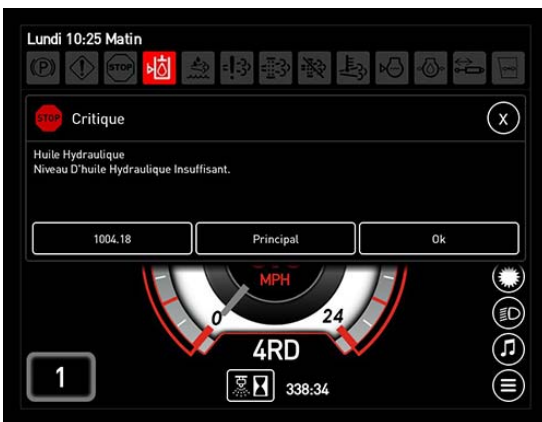 Lundi 10:25 Matin
STOP
STOP Critique X
Huile Hydraulique
Niveau D'huile Hydraulique Insuffisant.
1004.18 Principal Ok
MPH
0 24
4RD
1 338:34